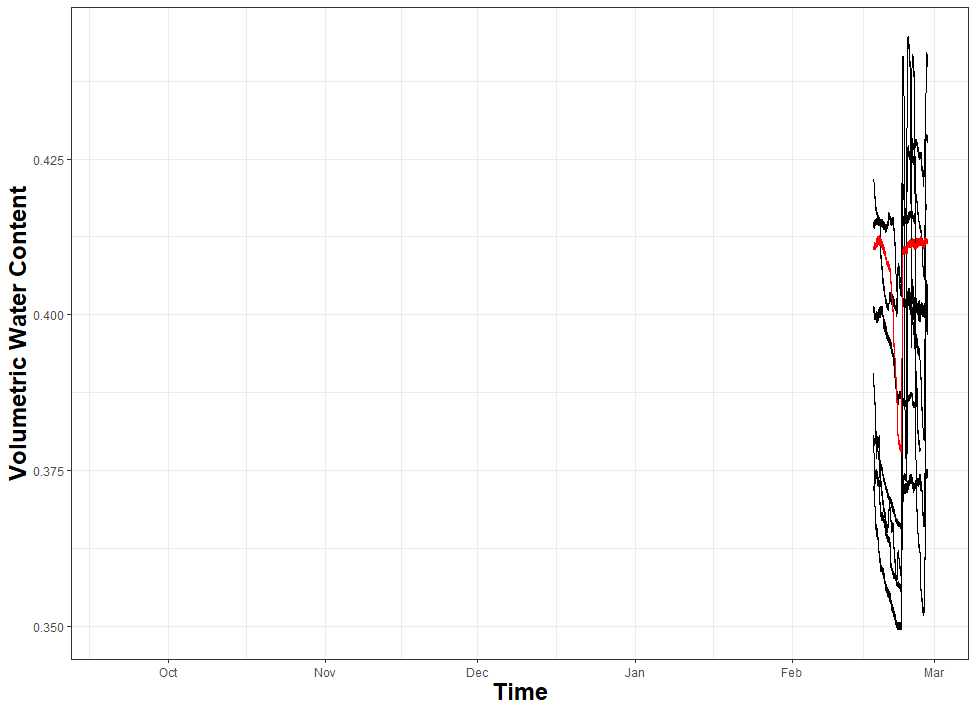 Volumetric Water Content
0.425
0.400
0.375
0.350
Oct Nov Dec Jan Feb Mar
Time